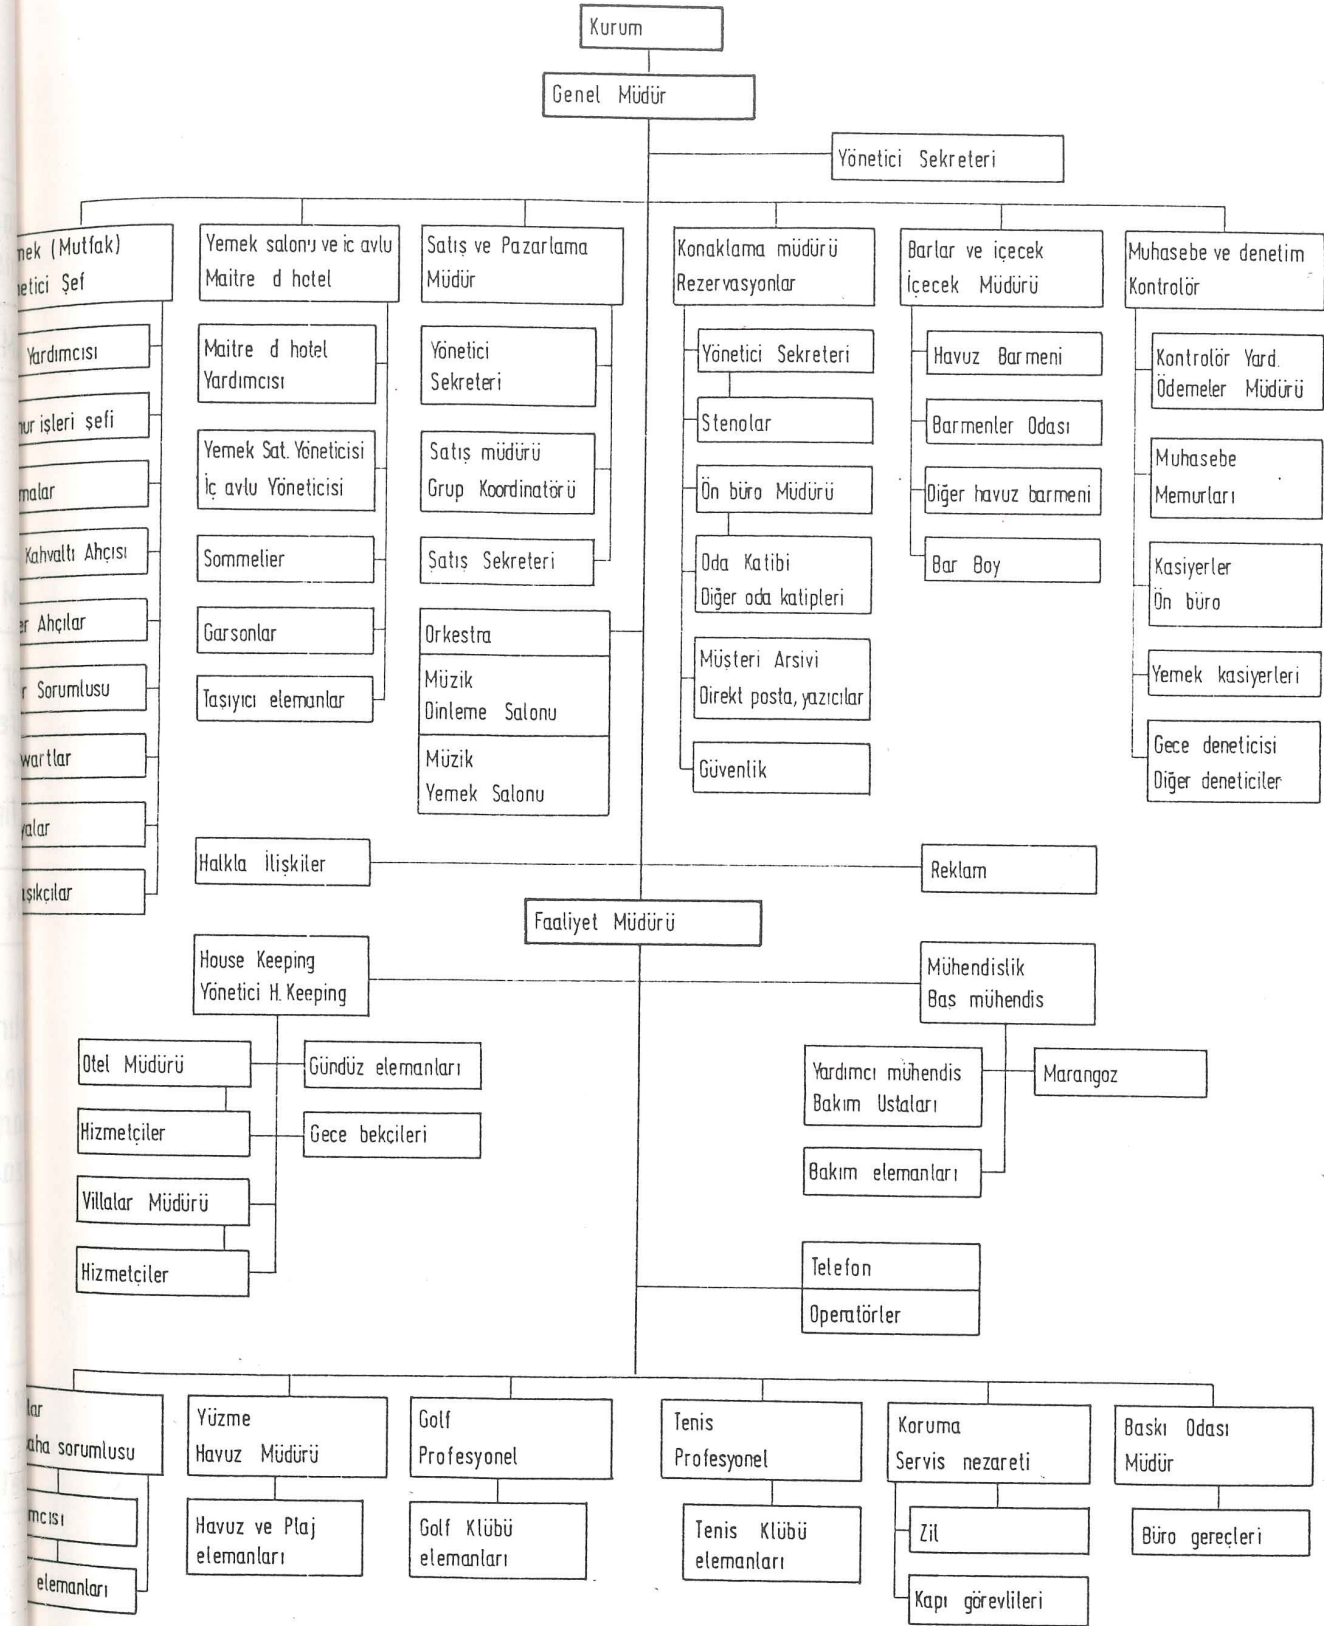 Kurum
Genel Müdür
Yönetici Sekreteri
(Mutfak)
Şef
Yardımcısı
işleri şefi
Kahvaltı Ahçısı
Ahçılar
Sorumlusu
Yemek salonu ve ic avlu
Maitre d hotel
Maitre d hotel
Yardımcısı
Yemek Sat. Yöneticisi
İç avlu Yöneticisi
Sommelier
Garsonlar
Taşıyıcı elemanlar
Satış ve Pazarlama
Müdür
Yönetici
Sekreteri
Satış müdürü
Grup Koordinatörü
Satış Sekreteri
Orkestra
Müzik
Dinleme Salonu
Müzik
Yemek Salonu
Konaklama müdürü
Rezervasyonlar
Yönetici Sekreteri
Stenolar
Ön büro Müdürü
Oda Katibi
Diğer oda katipleri
Müşteri Arsivi
Direkt posta, yazıcılar
Güvenlik
Barlar ve içecek
İçecek Müdürü
Havuz Barmeni
Barmenler Odası
Diğer havuz barmeni
Bar Boy
Muhasebe ve denetim
Kontrolör
Kontrolör Yard.
Ödemeler Müdürü
Muhasebe
Memurları
Kasiyerler
Ön büro
Yemek kasiyerleri
Gece deneticisi
Diğer deneticiler
Halkla İlişkiler
Reklam
Faaliyet Müdürü
House Keeping
Yönetici H. Keeping
Otel Müdürü
Gündüz elemanları
Hizmetçiler
Gece bekçileri
Villalar Müdürü
Hizmetçiler
Mühendislik
Bas mühendis
Yardımcı mühendis
Bakım Ustaları
Marangoz
Bakım elemanları
Telefon
Operatörler
sorumlusu
elemanları
Yüzme
Havuz Müdürü
Havuz ve Plaj
elemanları
Golf
Profesyonel
Golf Klübü
elemanları
Tenis
Profesyonel
Tenis Klübü
elemanları
Koruma
Servis nezareti
Zil
Kapı görevlileri
Baskı Odası
Müdür
Büro gereçleri